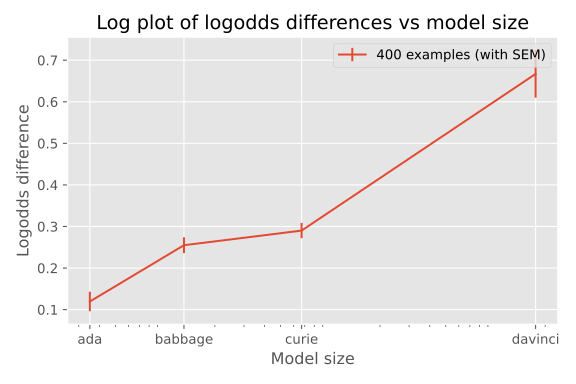 Log plot of logodds differences vs model size
400 examples (with SEM)
Logodds difference
0.7
0.6
0.5
0.4
0.3
0.2
0.1
ada babbage curie davinci
Model size